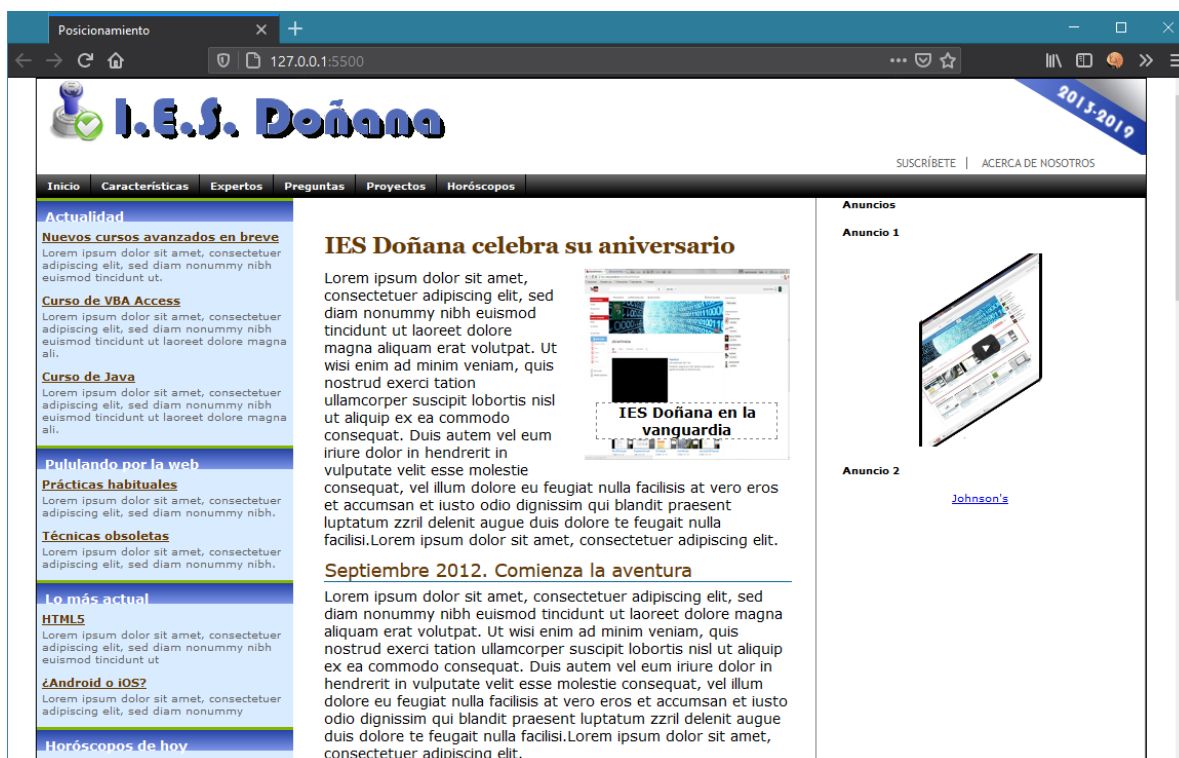 Posicionamiento
127.0.0.1:5500
I.E.S. Doñana
2013-2019
SUSCRÍBETE | ACERCA DE NOSOTROS
Inicio Características Expertos Preguntas Proyectos Horóscopos
Actualidad
Nuevos cursos avanzados en breve
Lorem ipsum dolor sit amet, consectetuer
adipiscing elit, sed diam nonummy nibh
euismod tincidunt ut.
Curso de VBA Access
Lorem ipsum dolor sit amet, consectetuer
adipiscing elit, sed diam nonummy nibh
euismod tincidunt ut laoreet dolore magna
ali.
Curso de Java
Lorem ipsum dolor sit amet, consectetuer
adipiscing elit, sed diam nonummy nibh
euismod tincidunt ut laoreet dolore magna
ali.
Pululando por la web
Prácticas habituales
Lorem ipsum dolor sit amet, consectetuer
adipiscing elit, sed diam nonummy nibh.
Técnicas obsoletas
Lorem ipsum dolor sit amet, consectetuer
adipiscing elit, sed diam nonummy nibh.
Lo más actual
HTML5
Lorem ipsum dolor sit amet, consectetuer
adipiscing elit, sed diam nonummy nibh
euismod tincidunt ut
¿Android o iOS?
Lorem ipsum dolor sit amet, consectetuer
adipiscing elit, sed diam nonummy
Horóscopos de hoy
IES Doñana celebra su aniversario
Lorem ipsum dolor sit amet,
consectetuer adipiscing elit, sed
diam nonummy nibh euismod
tincidunt ut laoreet dolore
magna aliquam erat volutpat. Ut
wisi enim ad minim veniam, quis
nostrud exerci tation
ullamcorper suscipit lobortis nisl
ut aliquip ex ea commodo
consequat. Duis autem vel eum
iriure dolor in hendrerit in
vulputate velit esse molestie
consequat, vel illum dolore eu feugiat nulla facilisis at vero eros
et accumsan et iusto odio dignissim qui blandit praesent
luptatum zzril delenit augue duis dolore te feugait nulla
facilisi.Lorem ipsum dolor sit amet, consectetuer adipiscing elit.
IES Doñana en la
vanguardia
Septiembre 2012. Comienza la aventura
Lorem ipsum dolor sit amet, consectetuer adipiscing elit, sed
diam nonummy nibh euismod tincidunt ut laoreet dolore magna
aliquam erat volutpat. Ut wisi enim ad minim veniam, quis
nostrud exerci tation ullamcorper suscipit lobortis nisl ut aliquip
ex ea commodo consequat. Duis autem vel eum iriure dolor in
hendrerit in vulputate velit esse molestie consequat, vel illum
dolore eu feugiat nulla facilisis at vero eros et accumsan et iusto
odio dignissim qui blandit praesent luptatum zzril delenit augue
duis dolore te feugait nulla facilisi.Lorem ipsum dolor sit amet,
consectetuer adipiscing elit.
Anuncios
Anuncio 1
Anuncio 2
Johnson's